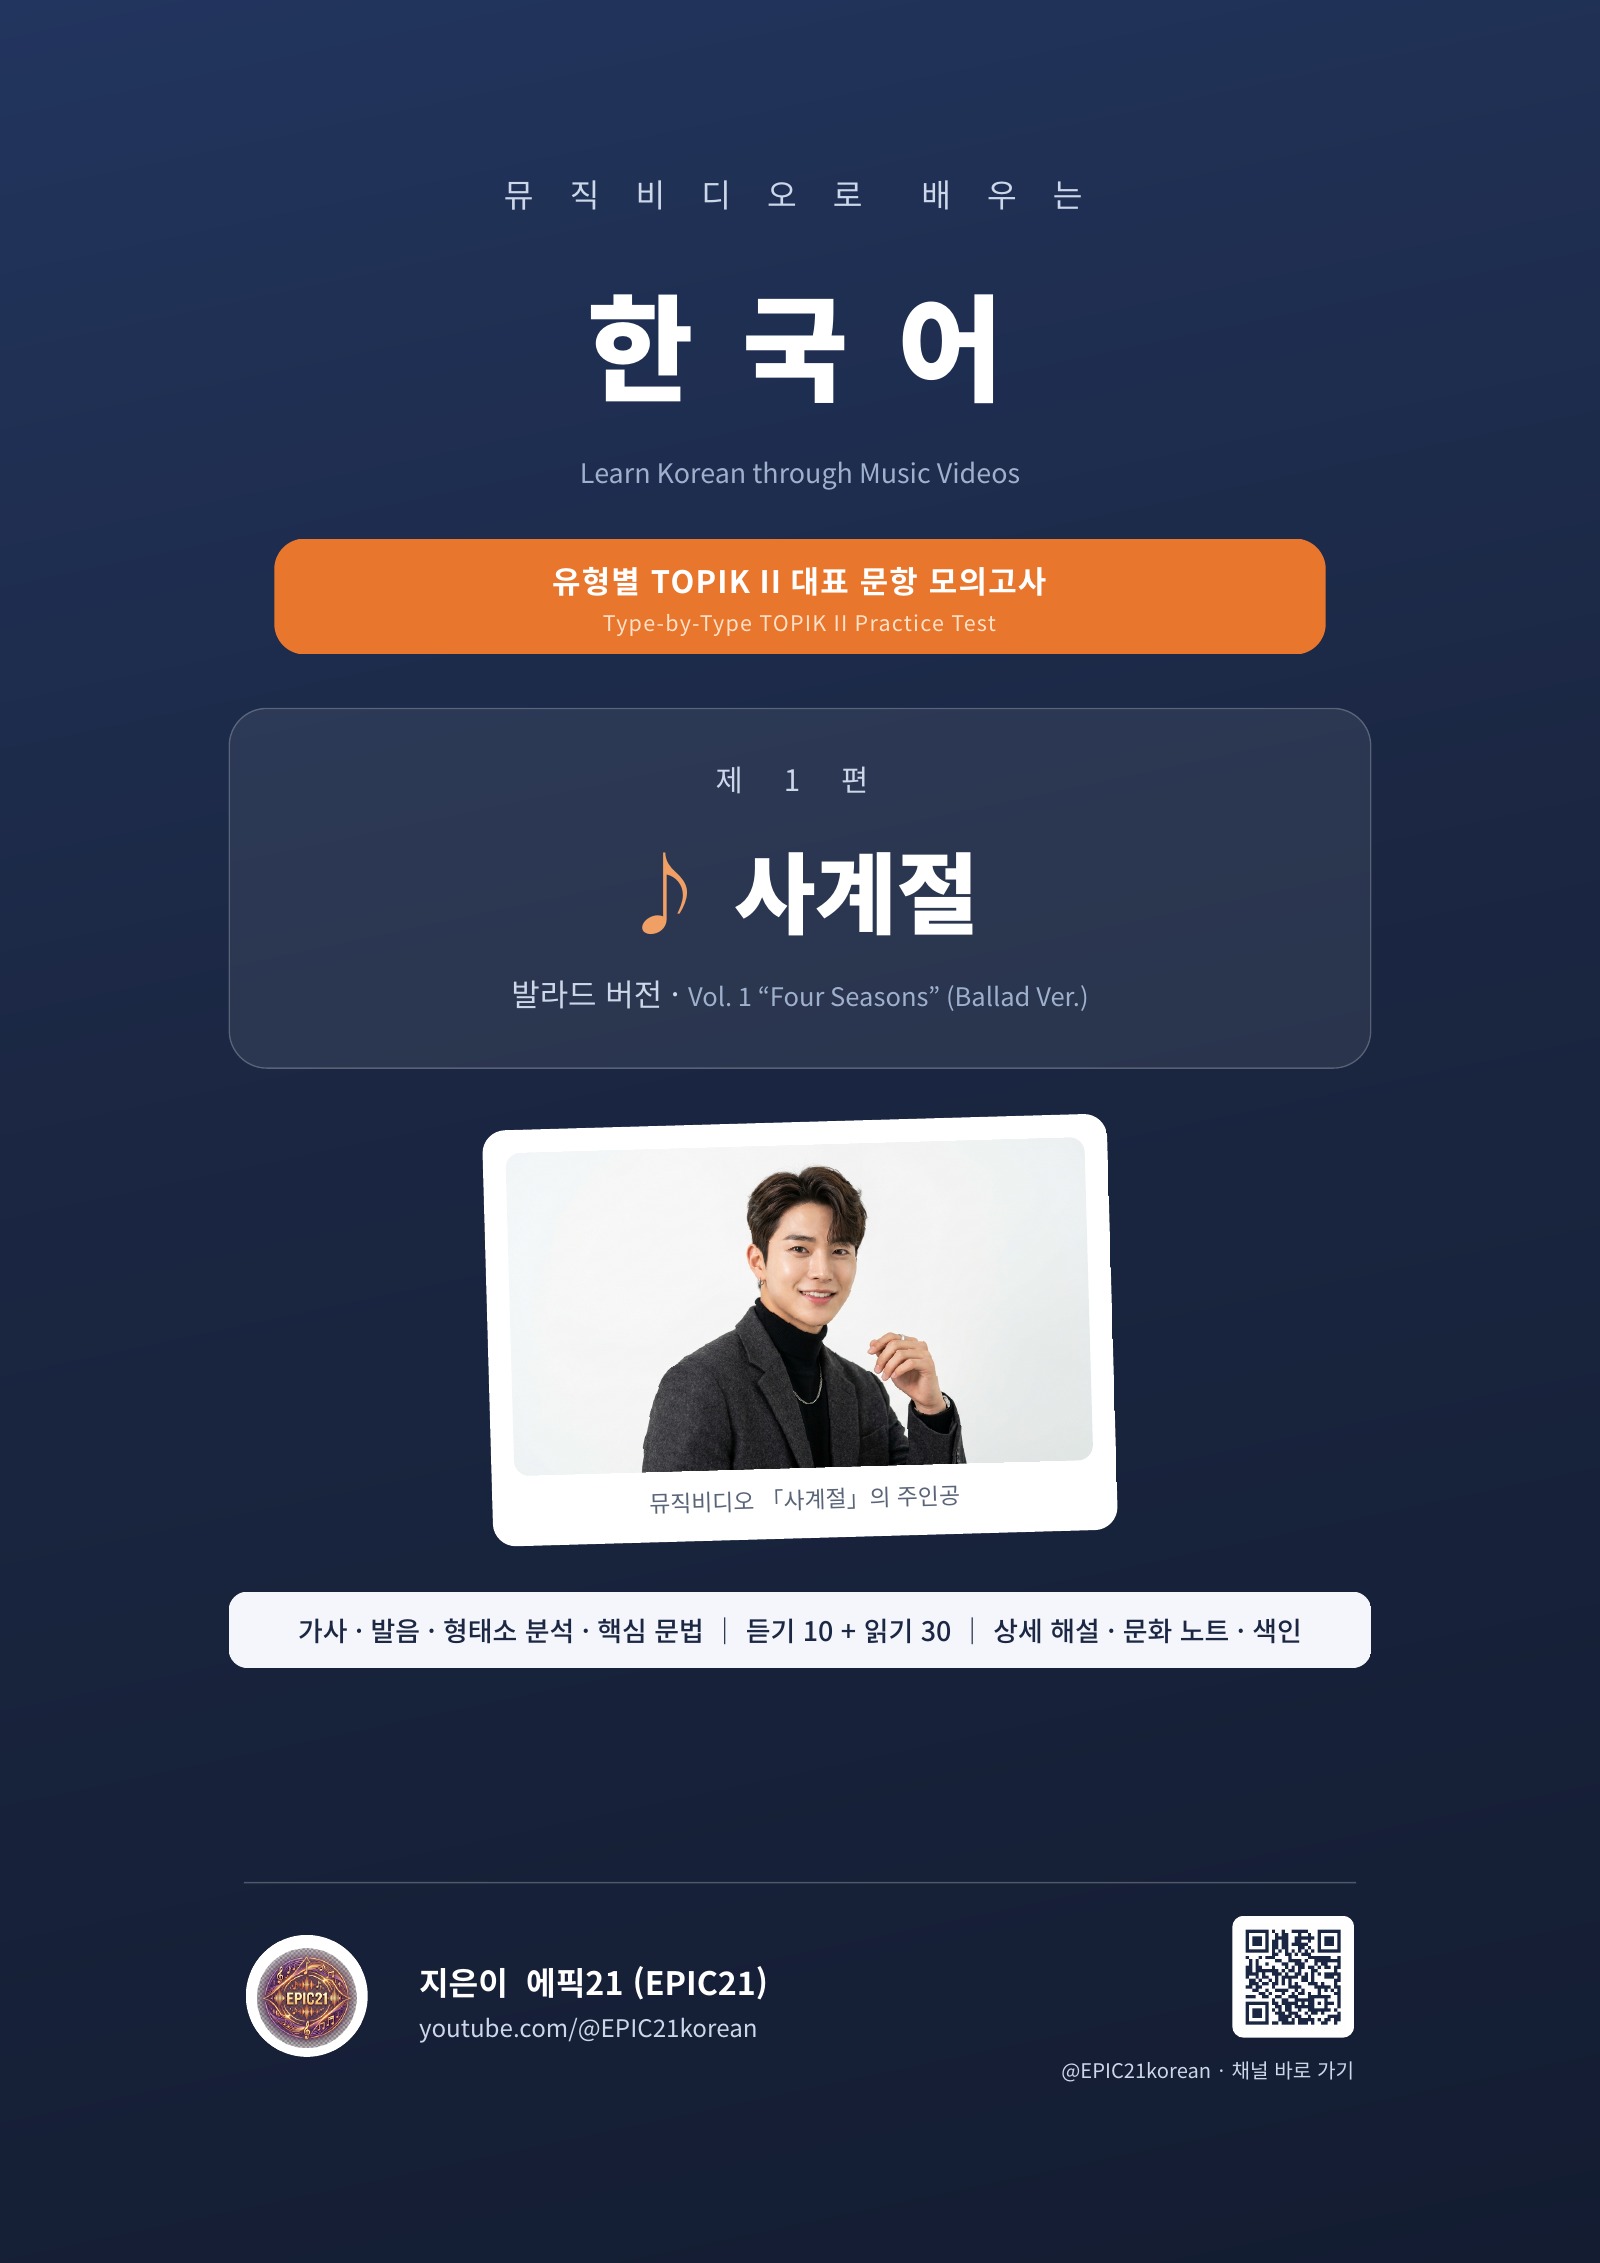 뮤직비디오로 배우는
한국어
Learn Korean through Music Videos
유형별 TOPIK II 대표 문항 모의고사
Type-by-Type TOPIK II Practice Test
제 1 편
♪ 사계절
발라드 버전 · Vol. 1 “Four Seasons” (Ballad Ver.)
뮤직비디오 「사계절」의 주인공
가사 · 발음 · 형태소 분석 · 핵심 문법 │ 듣기 10 + 읽기 30 │ 상세 해설 · 문화 노트 · 색인
EPIC21
지은이 에픽21 (EPIC21)
youtube.com/@EPIC21korean
@EPIC21korean · 채널 바로 가기